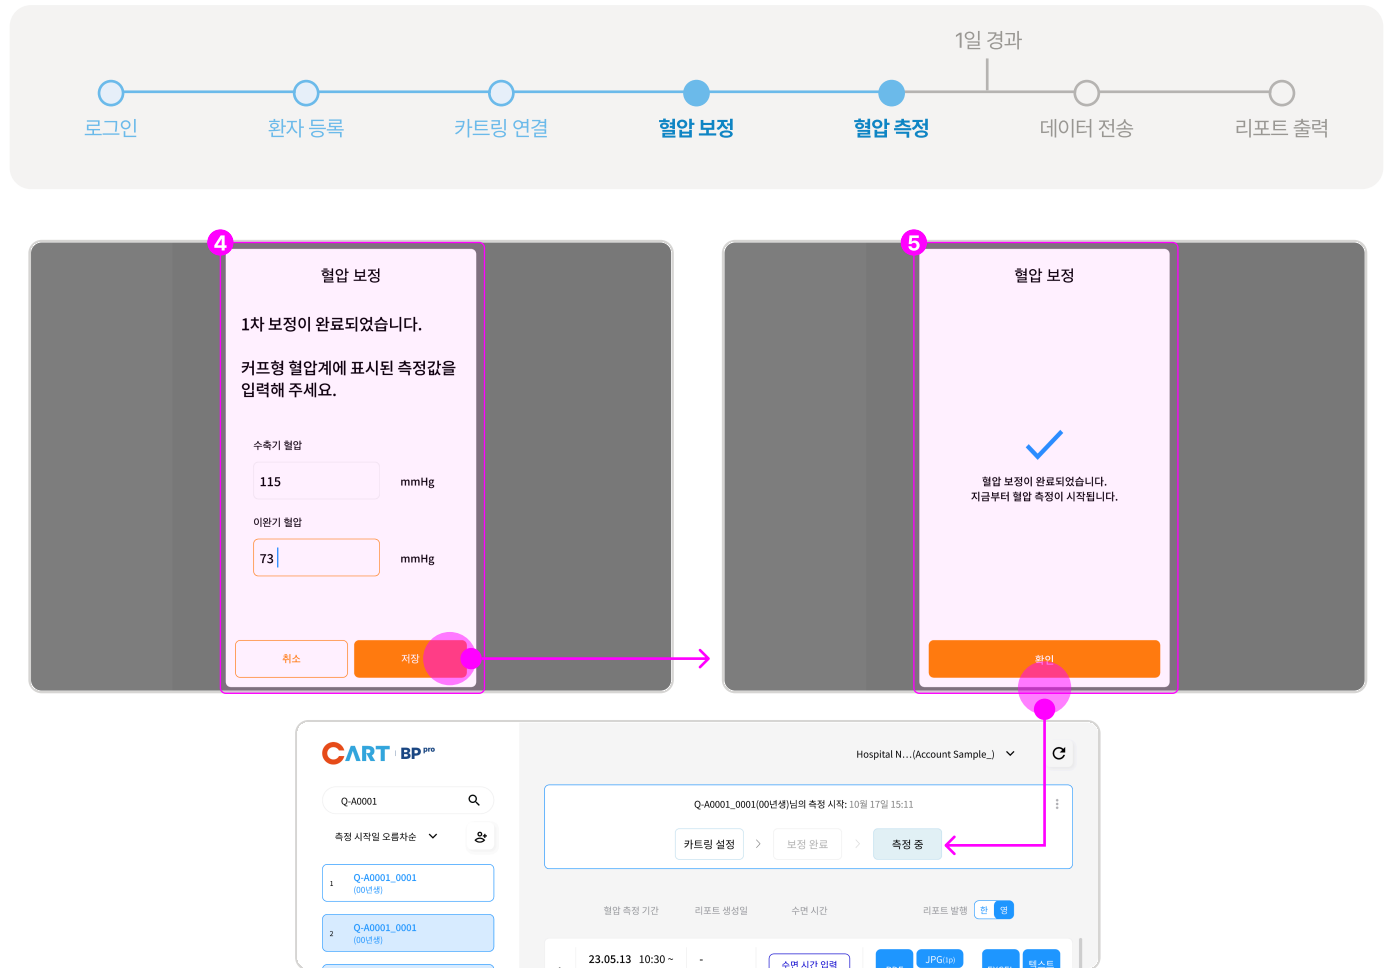 1일 경과
로그인
환자 등록
카트링 연결
혈압 보정
혈압 측정
데이터 전송
리포트 출력
4
혈압 보정
1차 보정이 완료되었습니다.
커프형 혈압계에 표시된 측정값을
입력해 주세요.
수축기 혈압
115 mmHg
이완기 혈압
73 mmHg
취소
저장
5
혈압 보정
혈압 보정이 완료되었습니다.
지금부터 혈압 측정이 시작됩니다.
확인
CART BP pro
Hospital N...(Account Sample_)
Q-A0001
측정 시작일 오름차순
1 Q-A0001_0001
(00년생)
2 Q-A0001_0001
(00년생)
Q-A0001_0001(00년생)님의 측정 시작: 10월 17일 15:11
카트링 설정 > 보정 완료 > 측정 중
혈압 측정 기간
리포트 생성일
수면 시간
리포트 발행 한 영
23.05.13 10:30 ~
-
수면 시간 입력
JPG(1p)
텍스트